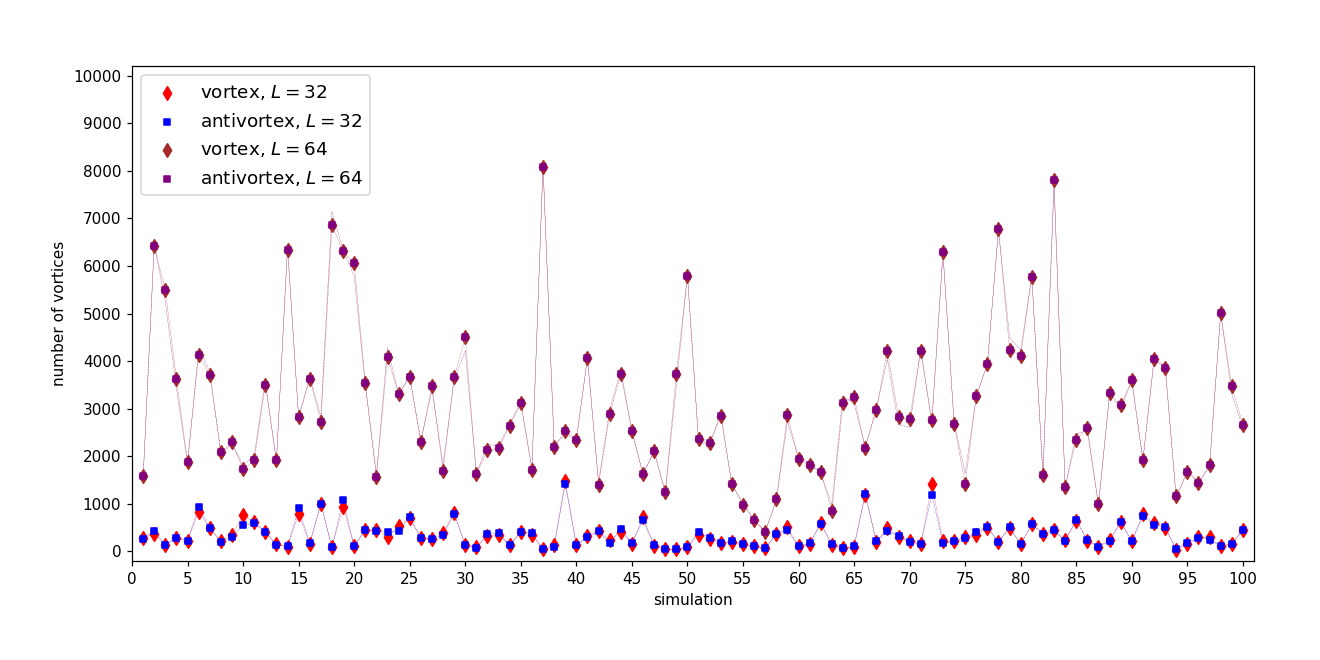 10000
9000
8000
7000
6000
5000
4000
3000
2000
1000
0
number of vortices
vortex, L = 32
antivortex, L = 32
vortex, L = 64
antivortex, L = 64
0 5 10 15 20 25 30 35 40 45 50 55 60 65 70 75 80 85 90 95 100
simulation